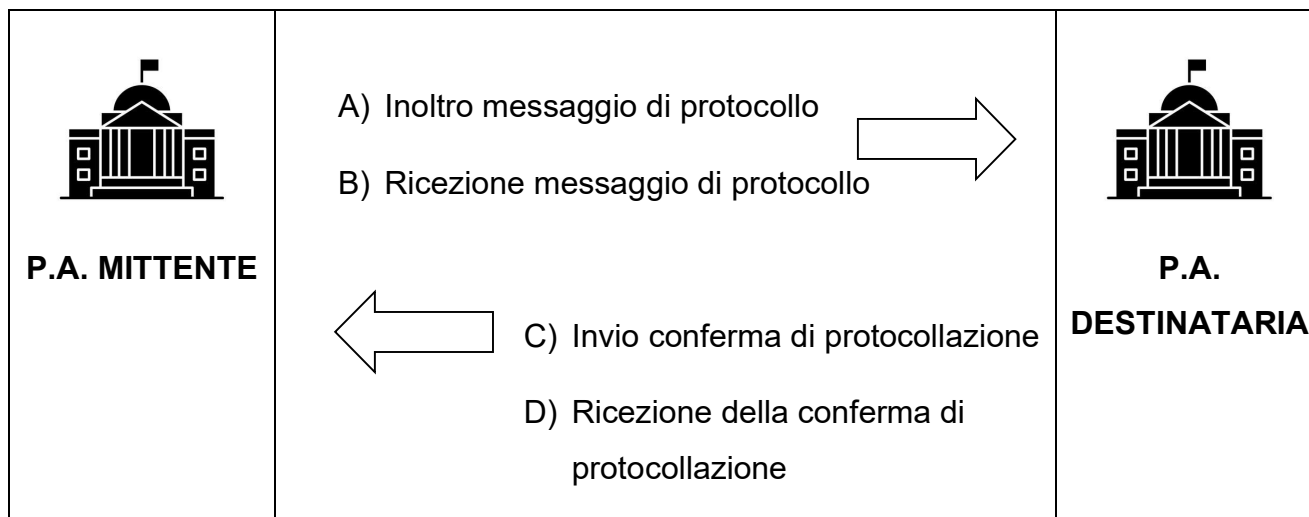 A) Inoltro messaggio di protocollo
B) Ricezione messaggio di protocollo
P.A. MITTENTE
P.A.
DESTINATARIA
C) Invio conferma di protocollazione
D) Ricezione della conferma di
protocollazione